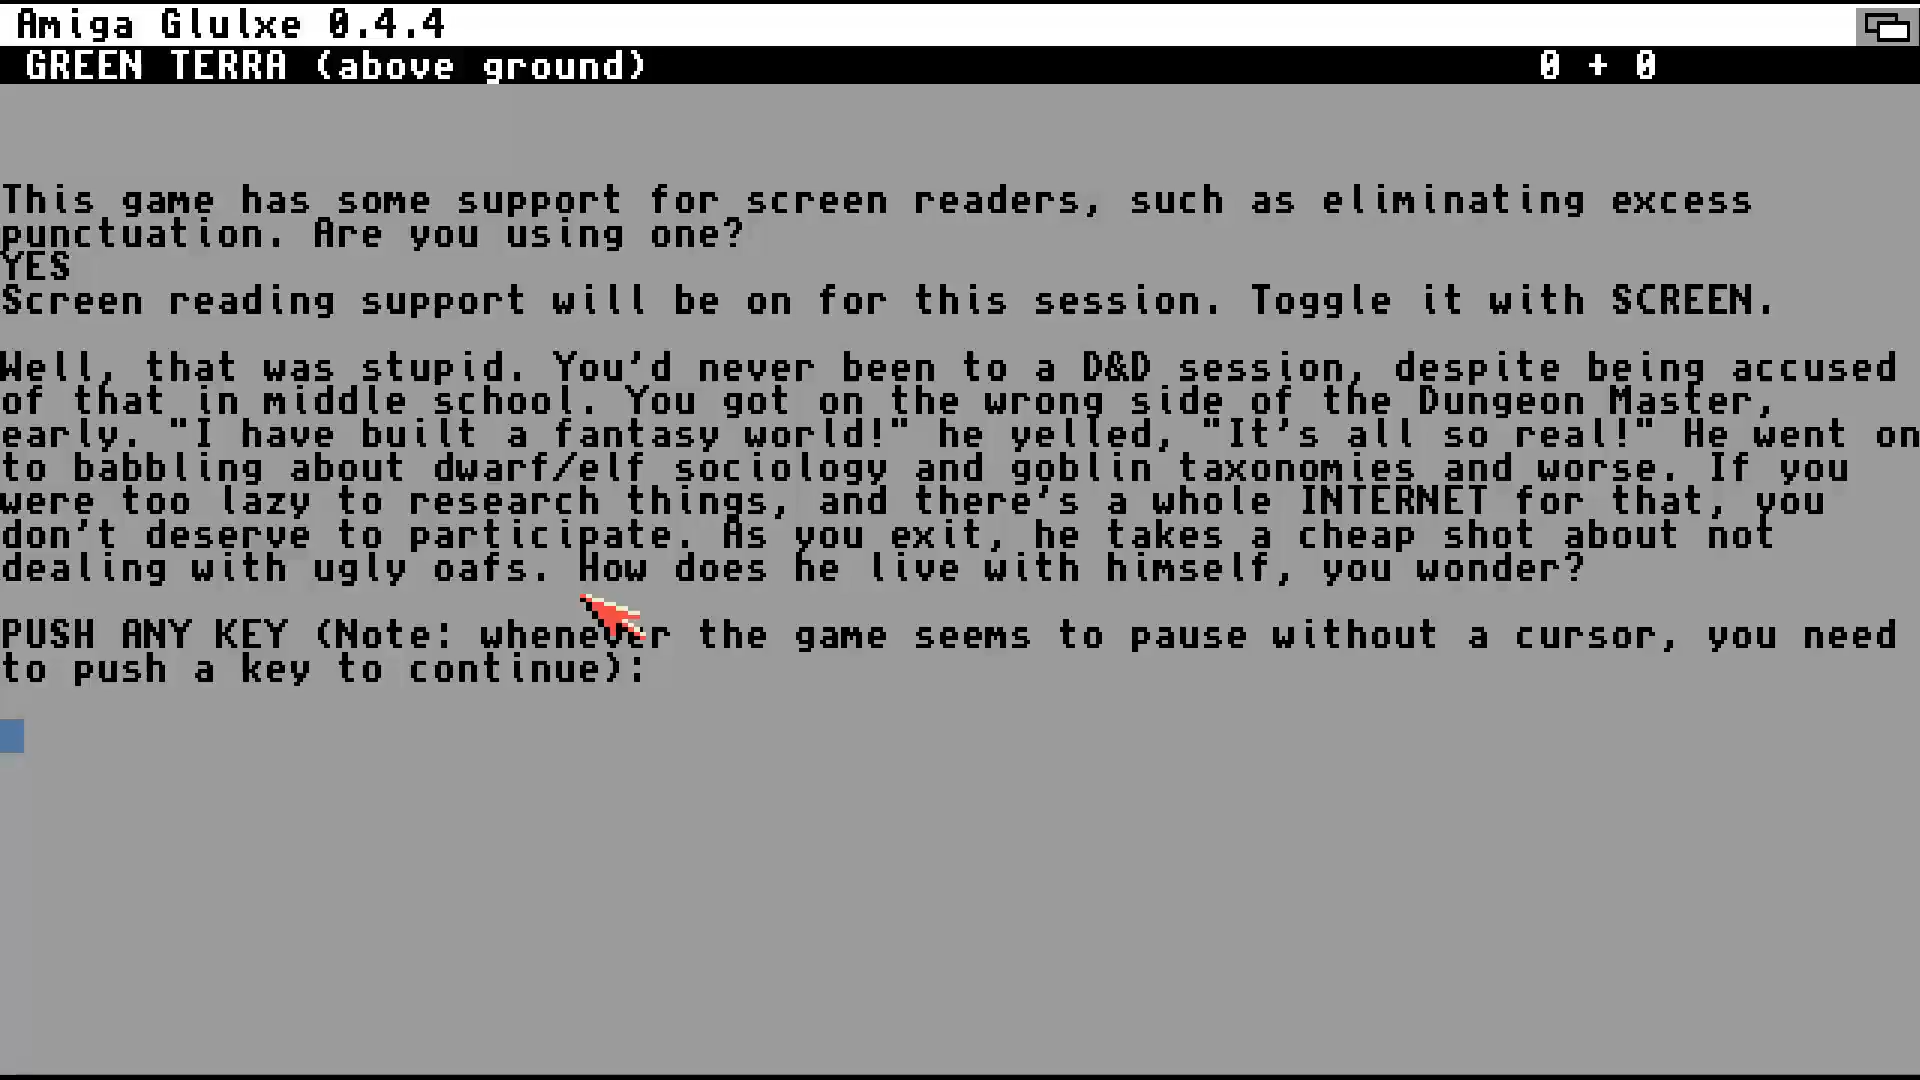 Amiga Glulxe 0.4.4
GREEN TERRA (above ground) 0 + 0
This game has some support for screen readers, such as eliminating excess
punctuation. Are you using one?
YES
Screen reading support will be on for this session. Toggle it with SCREEN.
Well, that was stupid. You'd never been to a D&D session, despite being accused
of that in middle school. You got on the wrong side of the Dungeon Master,
early. "I have built a fantasy world!" he yelled, "It's all so real!" He went on
to babbling about dwarf/elf sociology and goblin taxonomies and worse. If you
were too lazy to research things, and there's a whole INTERNET for that, you
don't deserve to participate. As you exit, he takes a cheap shot about not
dealing with ugly oafs. How does he live with himself, you wonder?
PUSH ANY KEY (Note: whenever the game seems to pause without a cursor, you need
to push a key to continue):